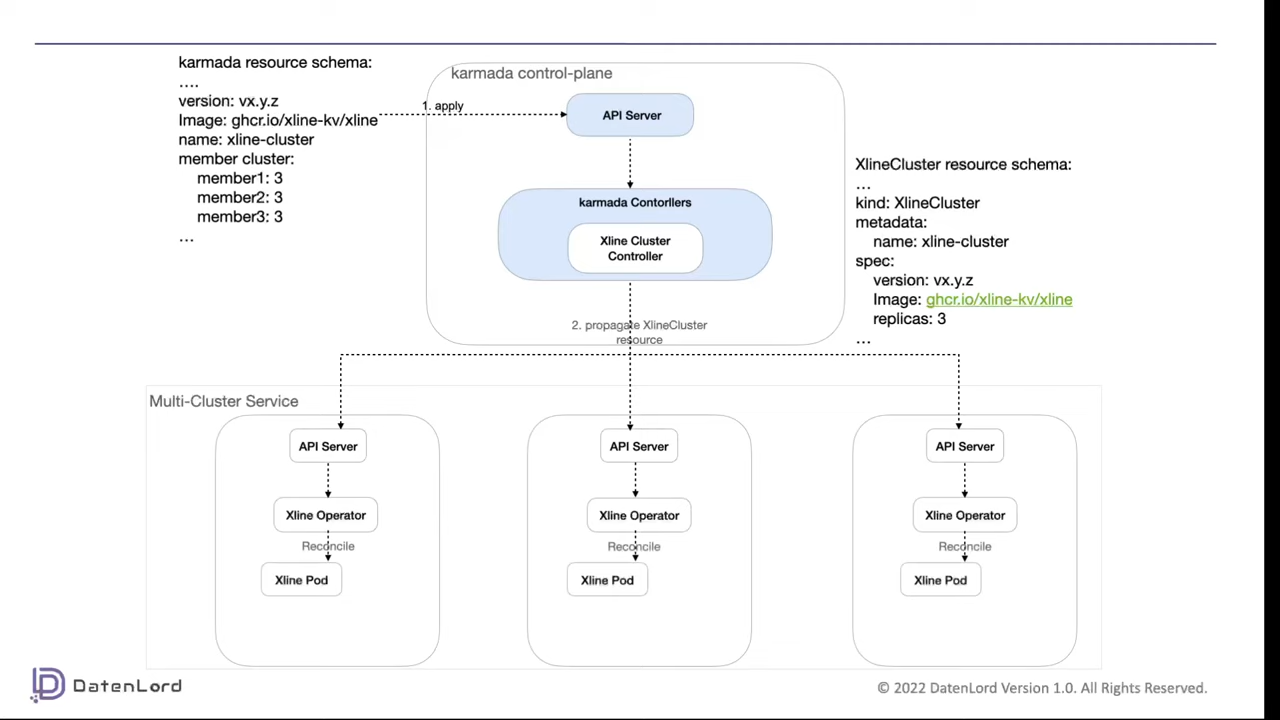 karmada resource schema:
....
version: vx.y.z
Image: ghcr.io/xline-kv/xline
name: xline-cluster
member cluster:
member1: 3
member2: 3
member3: 3
...
karmada control-plane
1. apply
API Server
karmada Contorllers
Xline Cluster
Controller
2. propagate XlineCluster
resource
XlineCluster resource schema:
...
kind: XlineCluster
metadata:
name: xline-cluster
spec:
version: vx.y.z
Image: ghcr.io/xline-kv/xline
replicas: 3
...
Multi-Cluster Service
API Server
Xline Operator
Reconcile
Xline Pod
API Server
Xline Operator
Reconcile
Xline Pod
API Server
Xline Operator
Reconcile
Xline Pod
DatenLord
© 2022 DatenLord Version 1.0. All Rights Reserved.